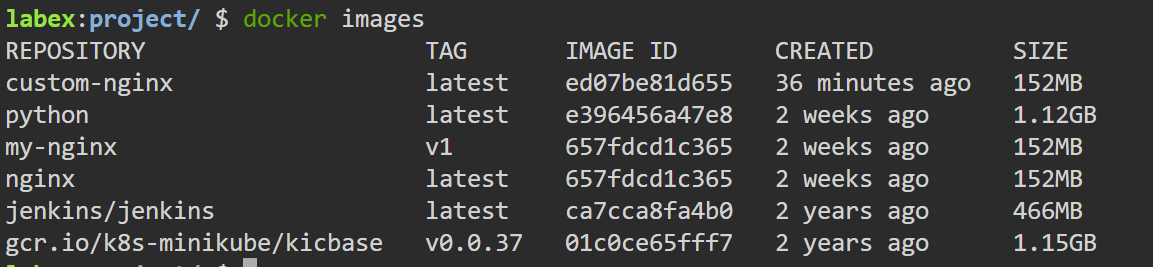 labex:project/ $ docker images
REPOSITORY TAG IMAGE ID CREATED SIZE
custom-nginx latest ed07be81d655 36 minutes ago 152MB
python latest e396456a47e8 2 weeks ago 1.12GB
my-nginx v1 657fdcd1c365 2 weeks ago 152MB
nginx latest 657fdcd1c365 2 weeks ago 152MB
jenkins/jenkins latest ca7cca8fa4b0 2 years ago 466MB
gcr.io/k8s-minikube/kicbase v0.0.37 01c0ce65fff7 2 years ago 1.15GB
labex:project/ $